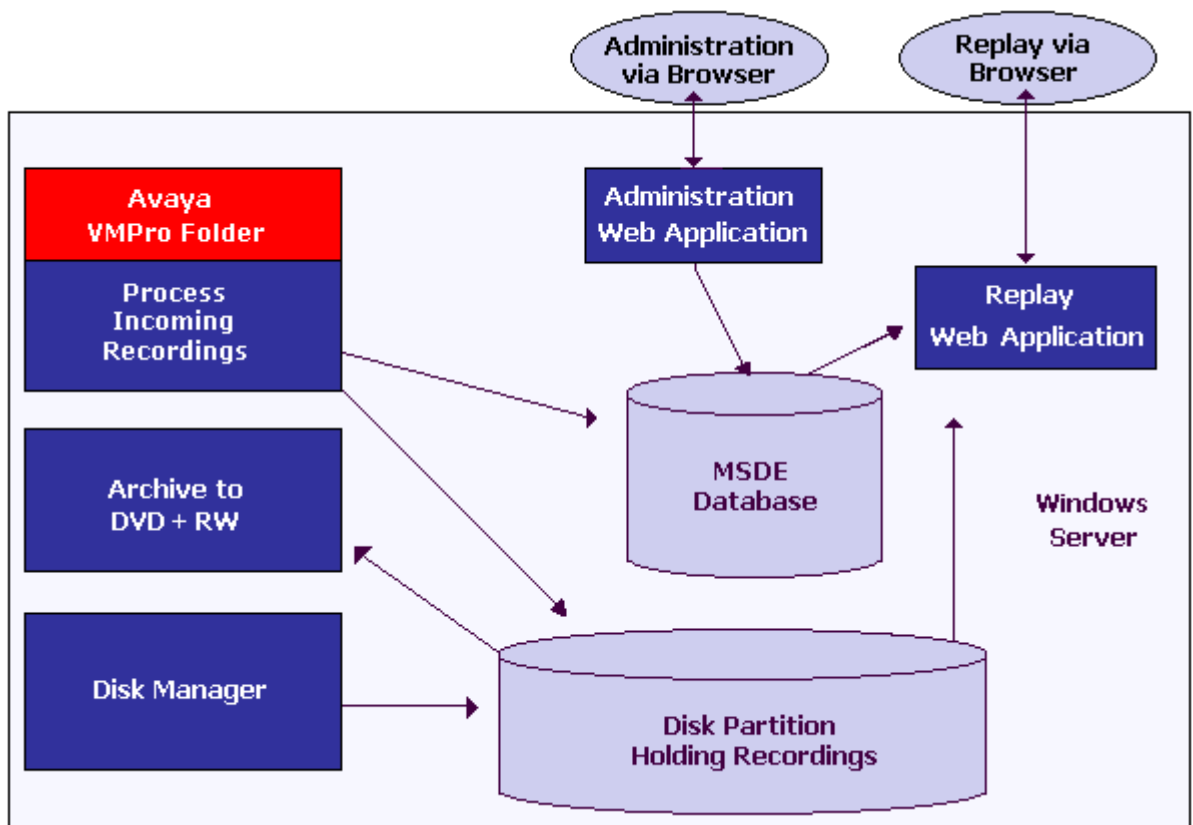 Administration
via Browser
Replay via
Browser
Avaya
VMPro Folder
Process
Incoming
Recordings
Administration
Web Application
Replay
Web Application
Archive to
DVD + RW
MSDE
Database
Windows
Server
Disk Manager
Disk Partition
Holding Recordings